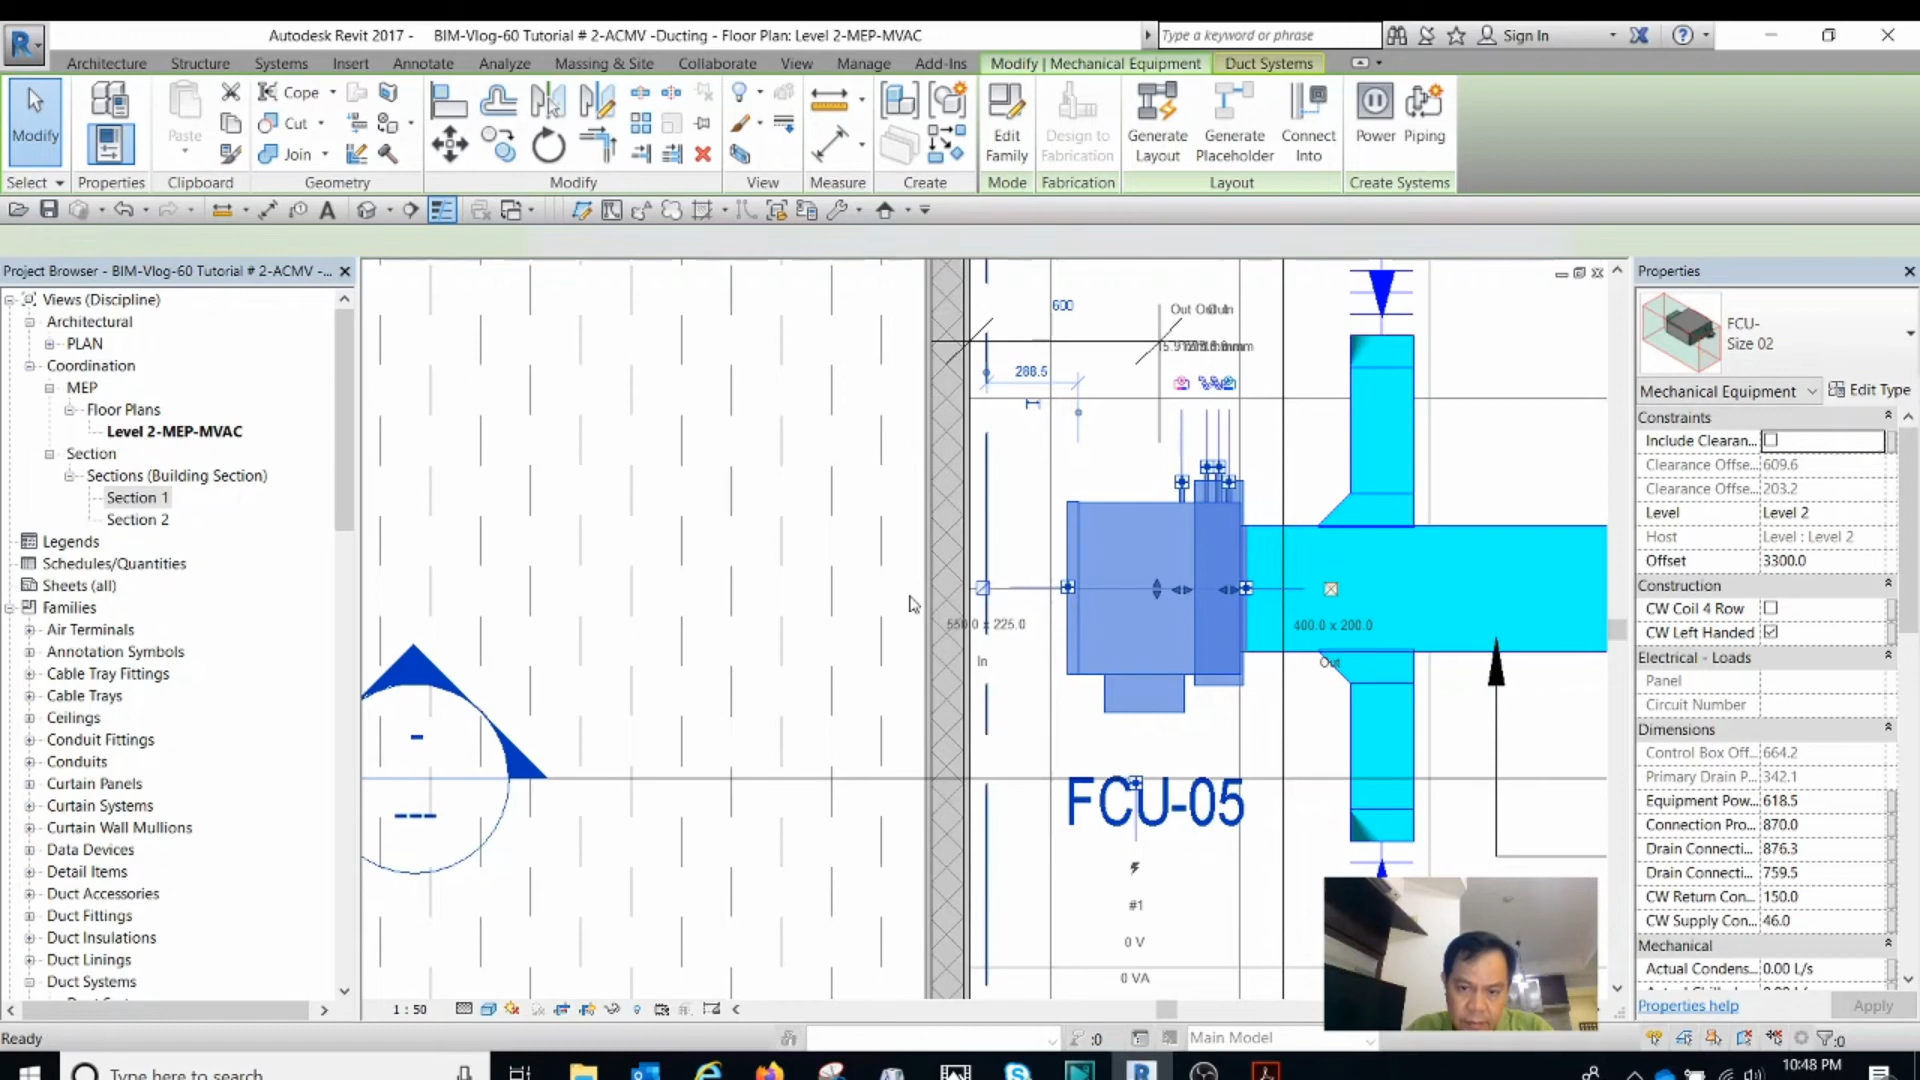 Autodesk Revit 2017 - BIM-Vlog-60 Tutorial # 2-ACMV -Ducting - Floor Plan: Level 2-MEP-MVAC
Type a keyword or phrase
Sign In
Architecture Structure Systems Insert Annotate Analyze Massing & Site Collaborate View Manage Add-Ins Modify | Mechanical Equipment Duct Systems
Modify
Paste
Cope
Cut
Join
Edit Family
Design to Fabrication
Generate Layout
Generate Placeholder
Connect Into
Power
Piping
Select Properties Clipboard Geometry Modify View Measure Create Mode Fabrication Layout Create Systems
Project Browser - BIM-Vlog-60 Tutorial # 2-ACMV -...
Views (Discipline)
Architectural
PLAN
Coordination
MEP
Floor Plans
Level 2-MEP-MVAC
Section
Sections (Building Section)
Section 1
Section 2
Legends
Schedules/Quantities
Sheets (all)
Families
Air Terminals
Annotation Symbols
Cable Tray Fittings
Cable Trays
Ceilings
Conduit Fittings
Conduits
Curtain Panels
Curtain Systems
Curtain Wall Mullions
Data Devices
Detail Items
Duct Accessories
Duct Fittings
Duct Insulations
Duct Linings
Duct Systems
600
288.5
550.0 x 225.0
In
400.0 x 200.0
Out
FCU-05
#1
0 V
0 VA
-
---
Properties
FCU-
Size 02
Mechanical Equipment
Edit Type
Constraints
Include Clearan...
Clearance Offse... 609.6
Clearance Offse... 203.2
Level Level 2
Host Level : Level 2
Offset 3300.0
Construction
CW Coil 4 Row
CW Left Handed
Electrical - Loads
Panel
Circuit Number
Dimensions
Control Box Off... 664.2
Primary Drain P... 342.1
Equipment Pow... 618.5
Connection Pro... 870.0
Drain Connecti... 876.3
Drain Connecti... 759.5
CW Return Con... 150.0
CW Supply Con... 46.0
Mechanical
Actual Condens... 0.00 L/s
Properties help
Apply
1 : 50
Ready
:0
Main Model
:0
Type here to search
10:48 PM